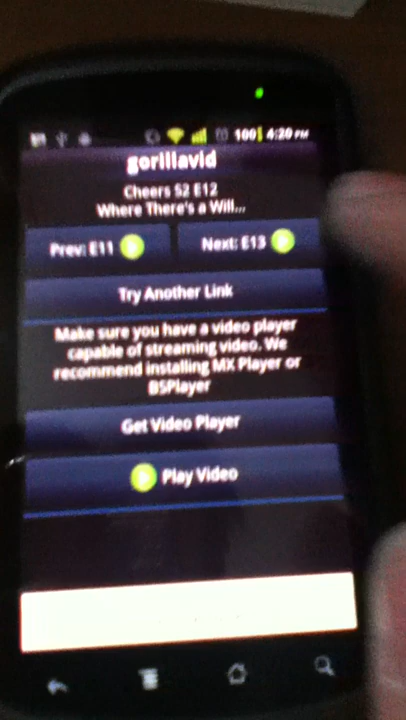 100 4:20 PM
gorillavid
Cheers S2 E12
Where There's a Will...
Prev: E11
Next: E13
Try Another Link
Make sure you have a video player
capable of streaming video. We
recommend installing MX Player or
BSPlayer
Get Video Player
Play Video